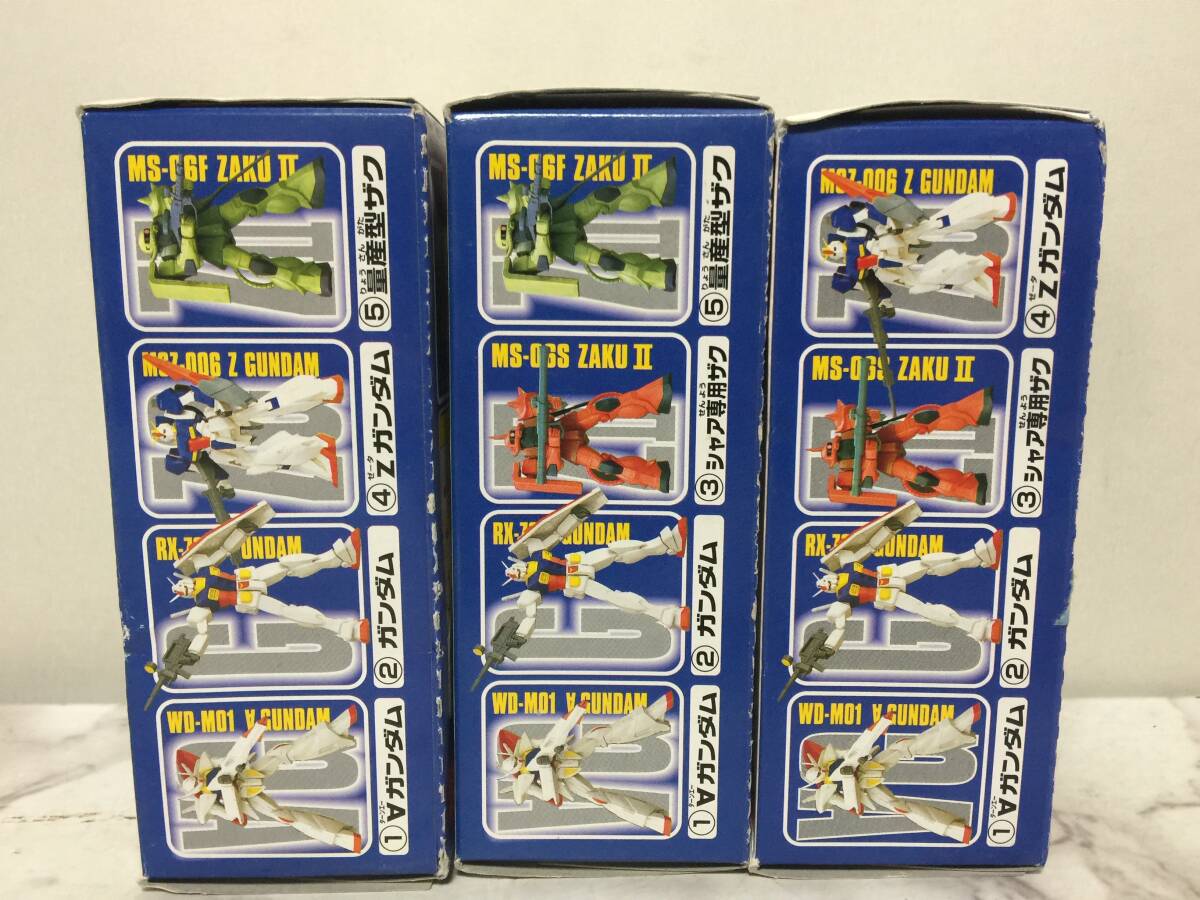 MS-06F ZAKU II
りょう さん がた
⑤量産型ザク
MSZ-006 Z GUNDAM
ゼータ
④Zガンダム
GUNDAM
②ガンダム
WD-M01 ∀ GUNDAM
ターンエー
①∀ガンダム
MS-06F ZAKU II
りょう さん がた
⑤量産型ザク
MS-06S ZAKU II
せんよう
③シャア専用ザク
GUNDAM
②ガンダム
WD-M01 ∀ GUNDAM
ターンエー
①∀ガンダム
MSZ-006 Z GUNDAM
ゼータ
④Zガンダム
MS-06S ZAKU II
せんよう
③シャア専用ザク
GUNDAM
②ガンダム
WD-M01 ∀ GUNDAM
ターンエー
①∀ガンダム